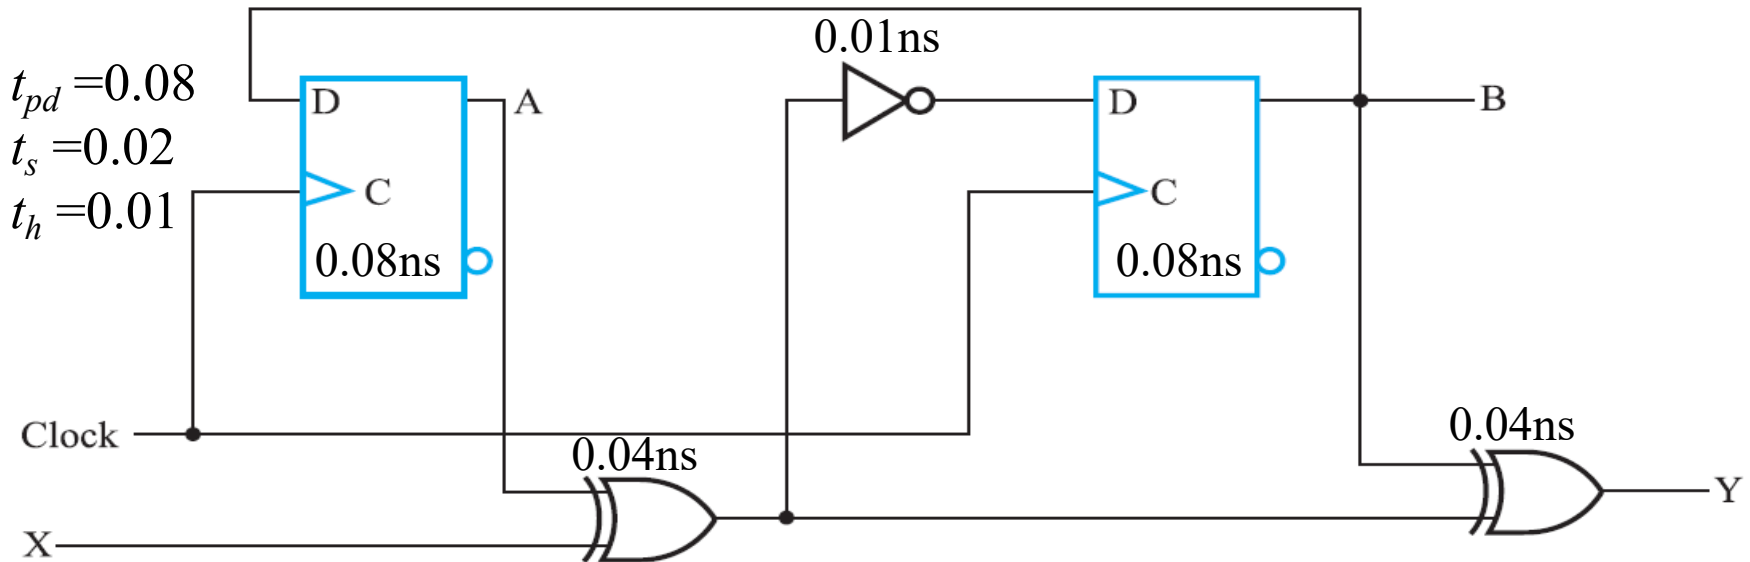 0.01ns
t_pd =0.08
t_s =0.02
t_h =0.01
D
A
C
0.08ns
D
B
C
0.08ns
Clock
0.04ns
0.04ns
X
Y